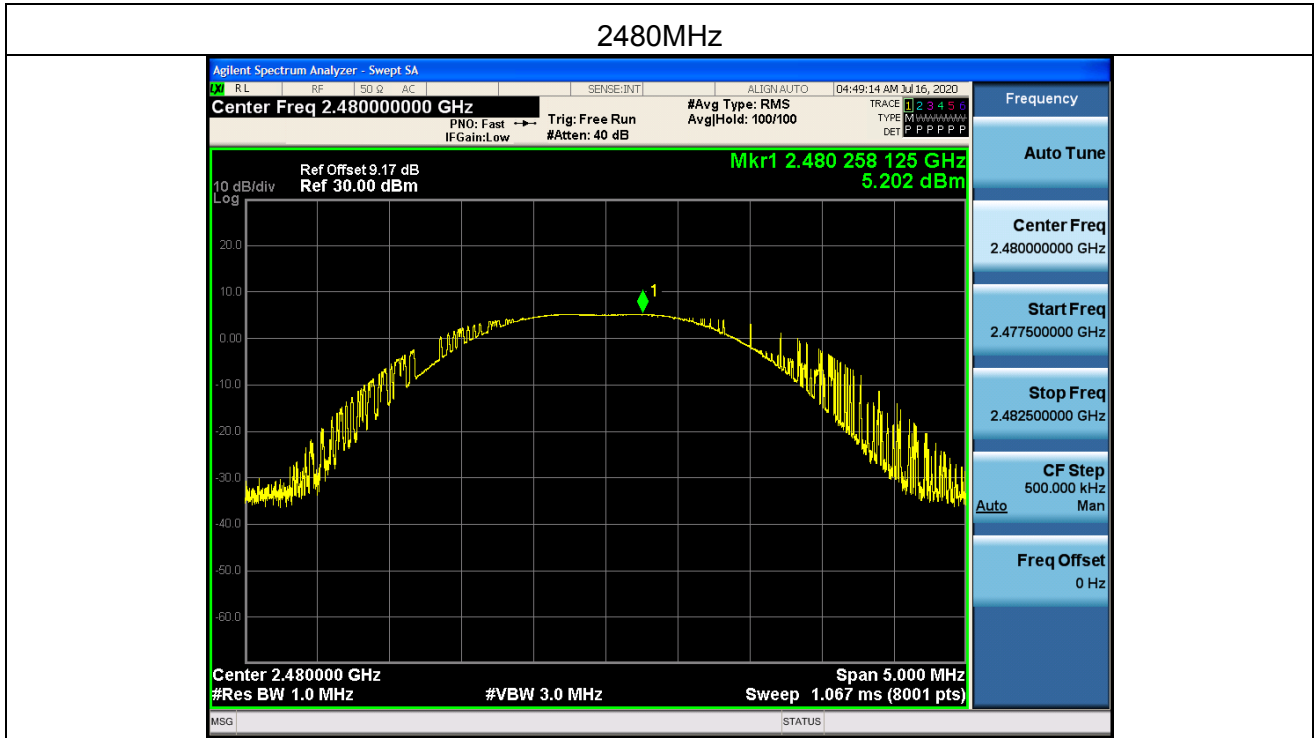 2480MHz
Agilent Spectrum Analyzer - Swept SA
LXI RL RF 50 Ω AC SENSE:INT ALIGN AUTO 04:49:14 AM Jul 16, 2020
Center Freq 2.480000000 GHz
PNO: Fast
IFGain:Low
Trig: Free Run
#Atten: 40 dB
#Avg Type: RMS
Avg|Hold: 100/100
TRACE 1 2 3 4 5 6
TYPE M WWWWW
DET P P P P P P
Mkr1 2.480 258 125 GHz
5.202 dBm
Ref Offset 9.17 dB
10 dB/div Ref 30.00 dBm
Log
20.0
10.0
0.00
-10.0
-20.0
-30.0
-40.0
-50.0
-60.0
1
Center 2.480000 GHz Span 5.000 MHz
#Res BW 1.0 MHz #VBW 3.0 MHz Sweep 1.067 ms (8001 pts)
MSG STATUS
Frequency
Auto Tune
Center Freq
2.480000000 GHz
Start Freq
2.477500000 GHz
Stop Freq
2.482500000 GHz
CF Step
500.000 kHz
Auto Man
Freq Offset
0 Hz